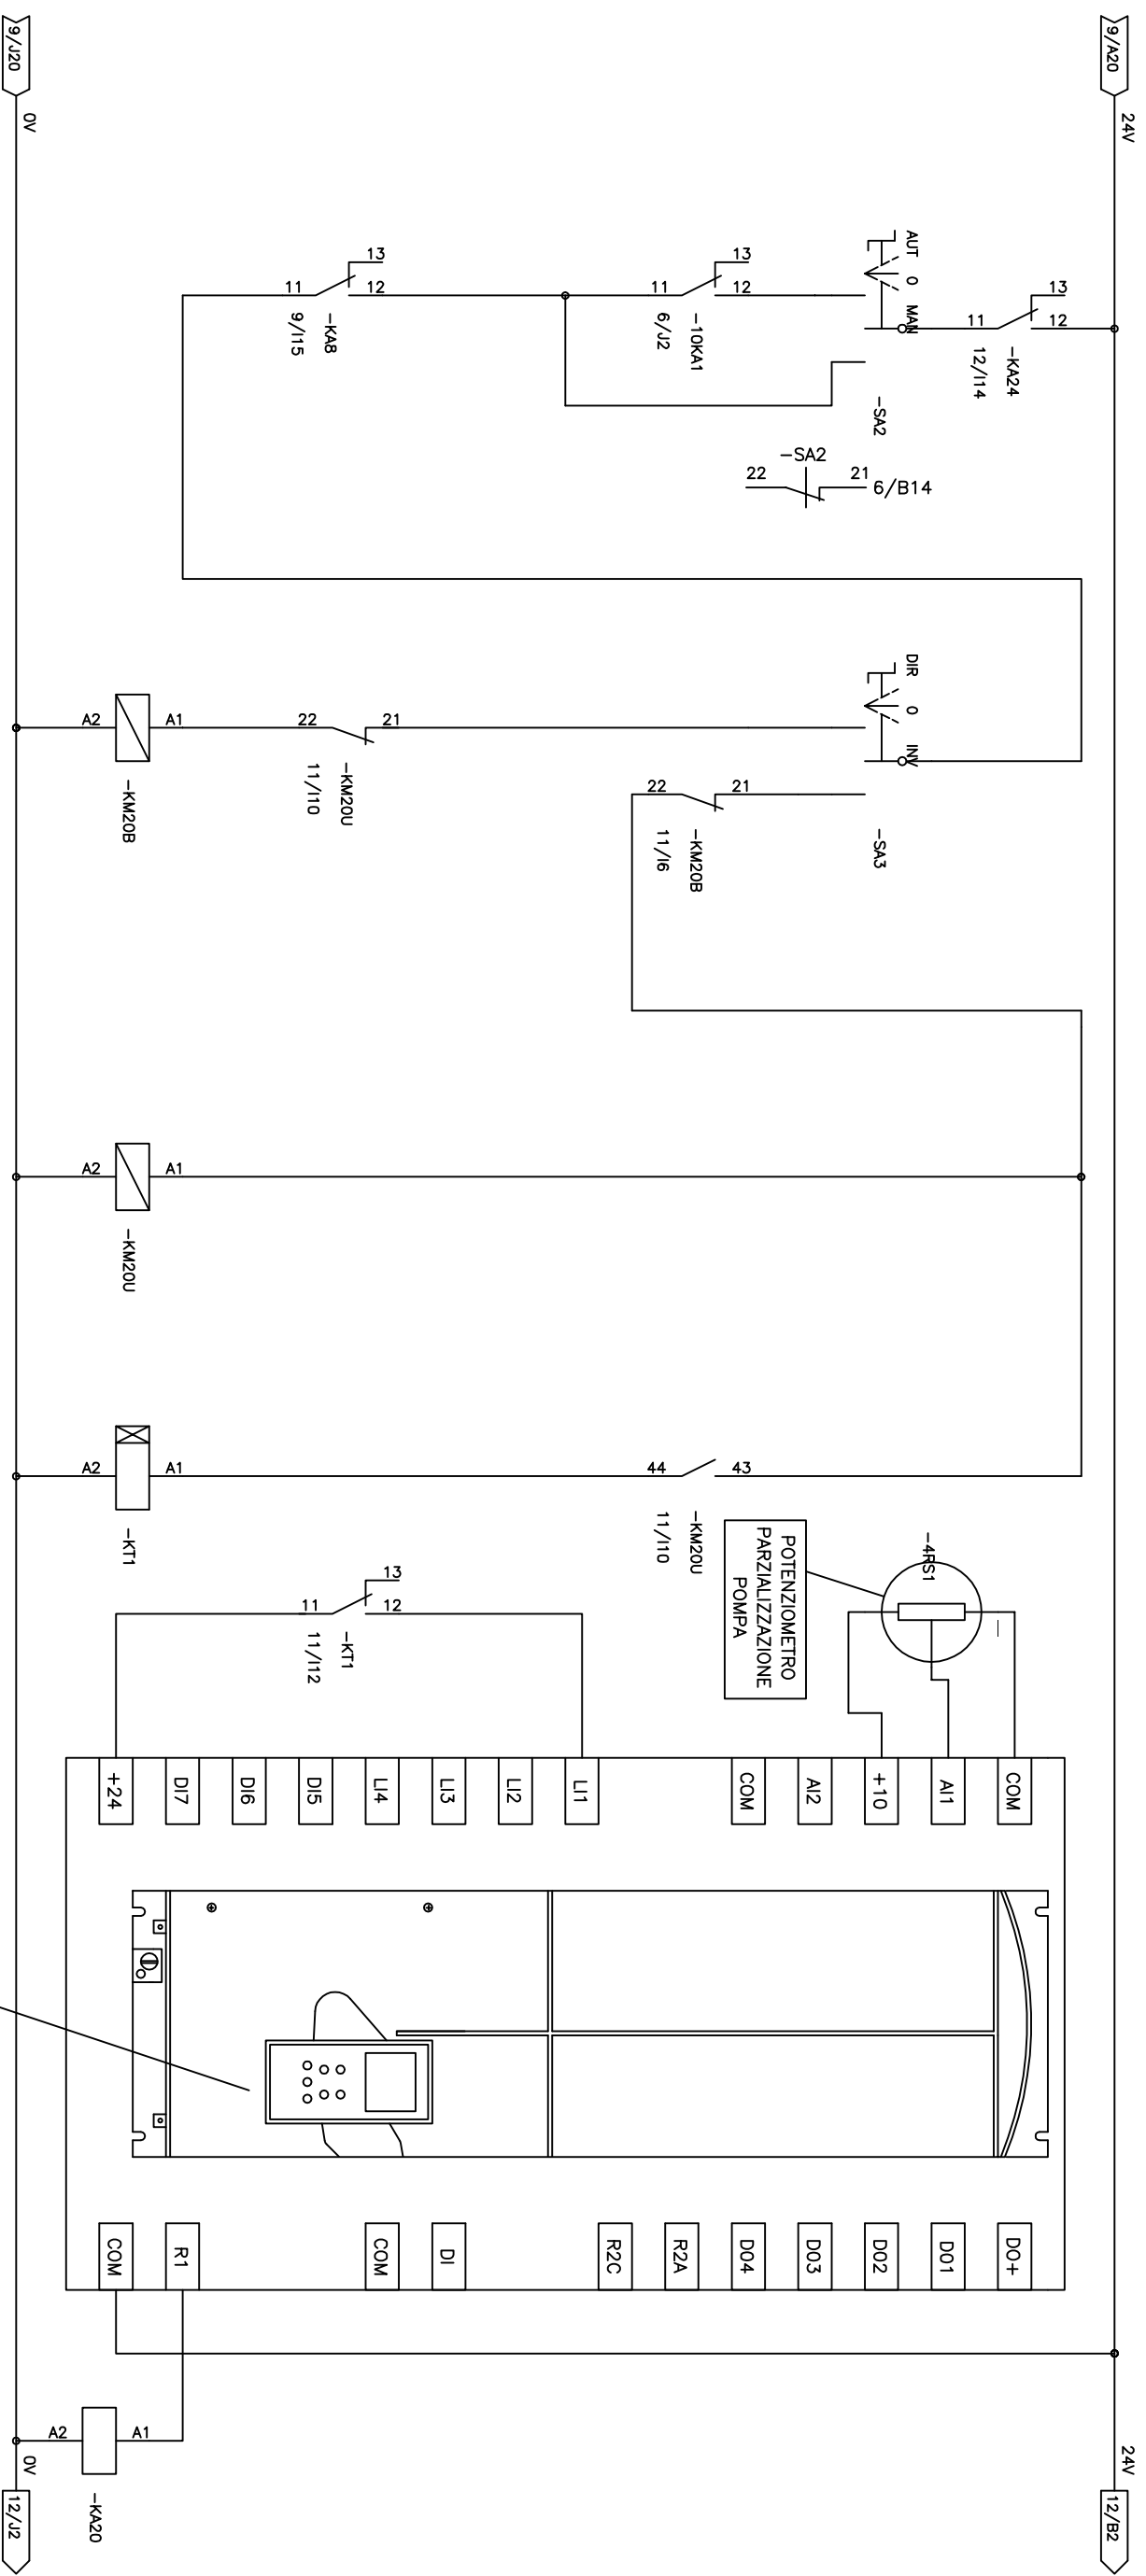 9/J20
9/A20
0V
24V
AUT 0 MAN
13
12
11
-KA24
12/I14
-SA2
13
12
11
-10KA1
6/J2
13
12
11
-KA8
9/I15
-SA2
22
21
6/B14
DIR 0 INV
-SA3
21
22
-KM20U
11/I10
A1
A2
-KM20B
21
22
-KM20B
11/I6
A1
A2
-KM20U
43
44
-KM20U
11/I10
A1
A2
-KT1
-4RS1
POTENZIOMETRO
PARZIALIZZAZIONE
POMPA
13
12
11
-KT1
11/I12
COM
AI1
+10
AI2
COM
LI1
LI2
LI3
LI4
DI5
DI6
DI7
+24
DO+
DO1
DO2
DO3
DO4
R2A
R2C
DI
COM
R1
COM
A1
A2
-KA20
0V
24V
12/J2
12/B2